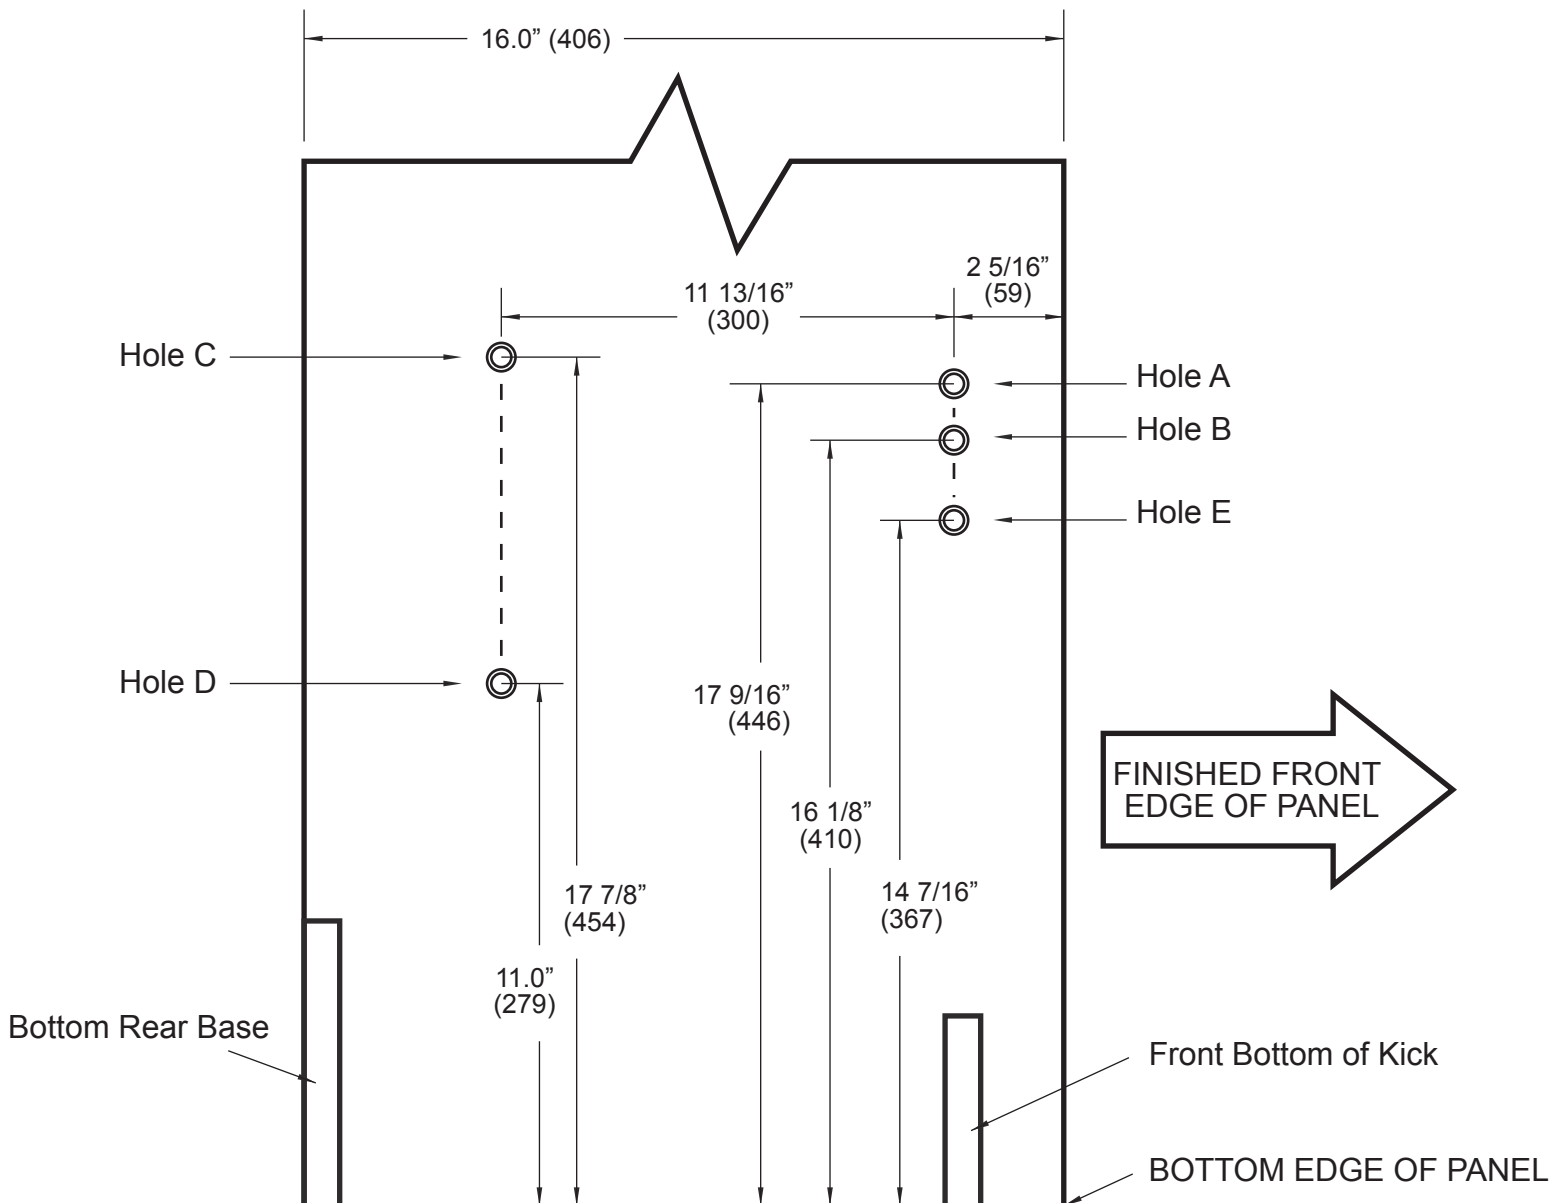 16.0” (406)
2 5/16”
(59)
11 13/16”
(300)
Hole C
Hole A
Hole B
Hole E
Hole D
17 9/16”
(446)
FINISHED FRONT
EDGE OF PANEL
16 1/8”
(410)
17 7/8”
(454)
14 7/16”
(367)
11.0”
(279)
Bottom Rear Base
Front Bottom of Kick
BOTTOM EDGE OF PANEL